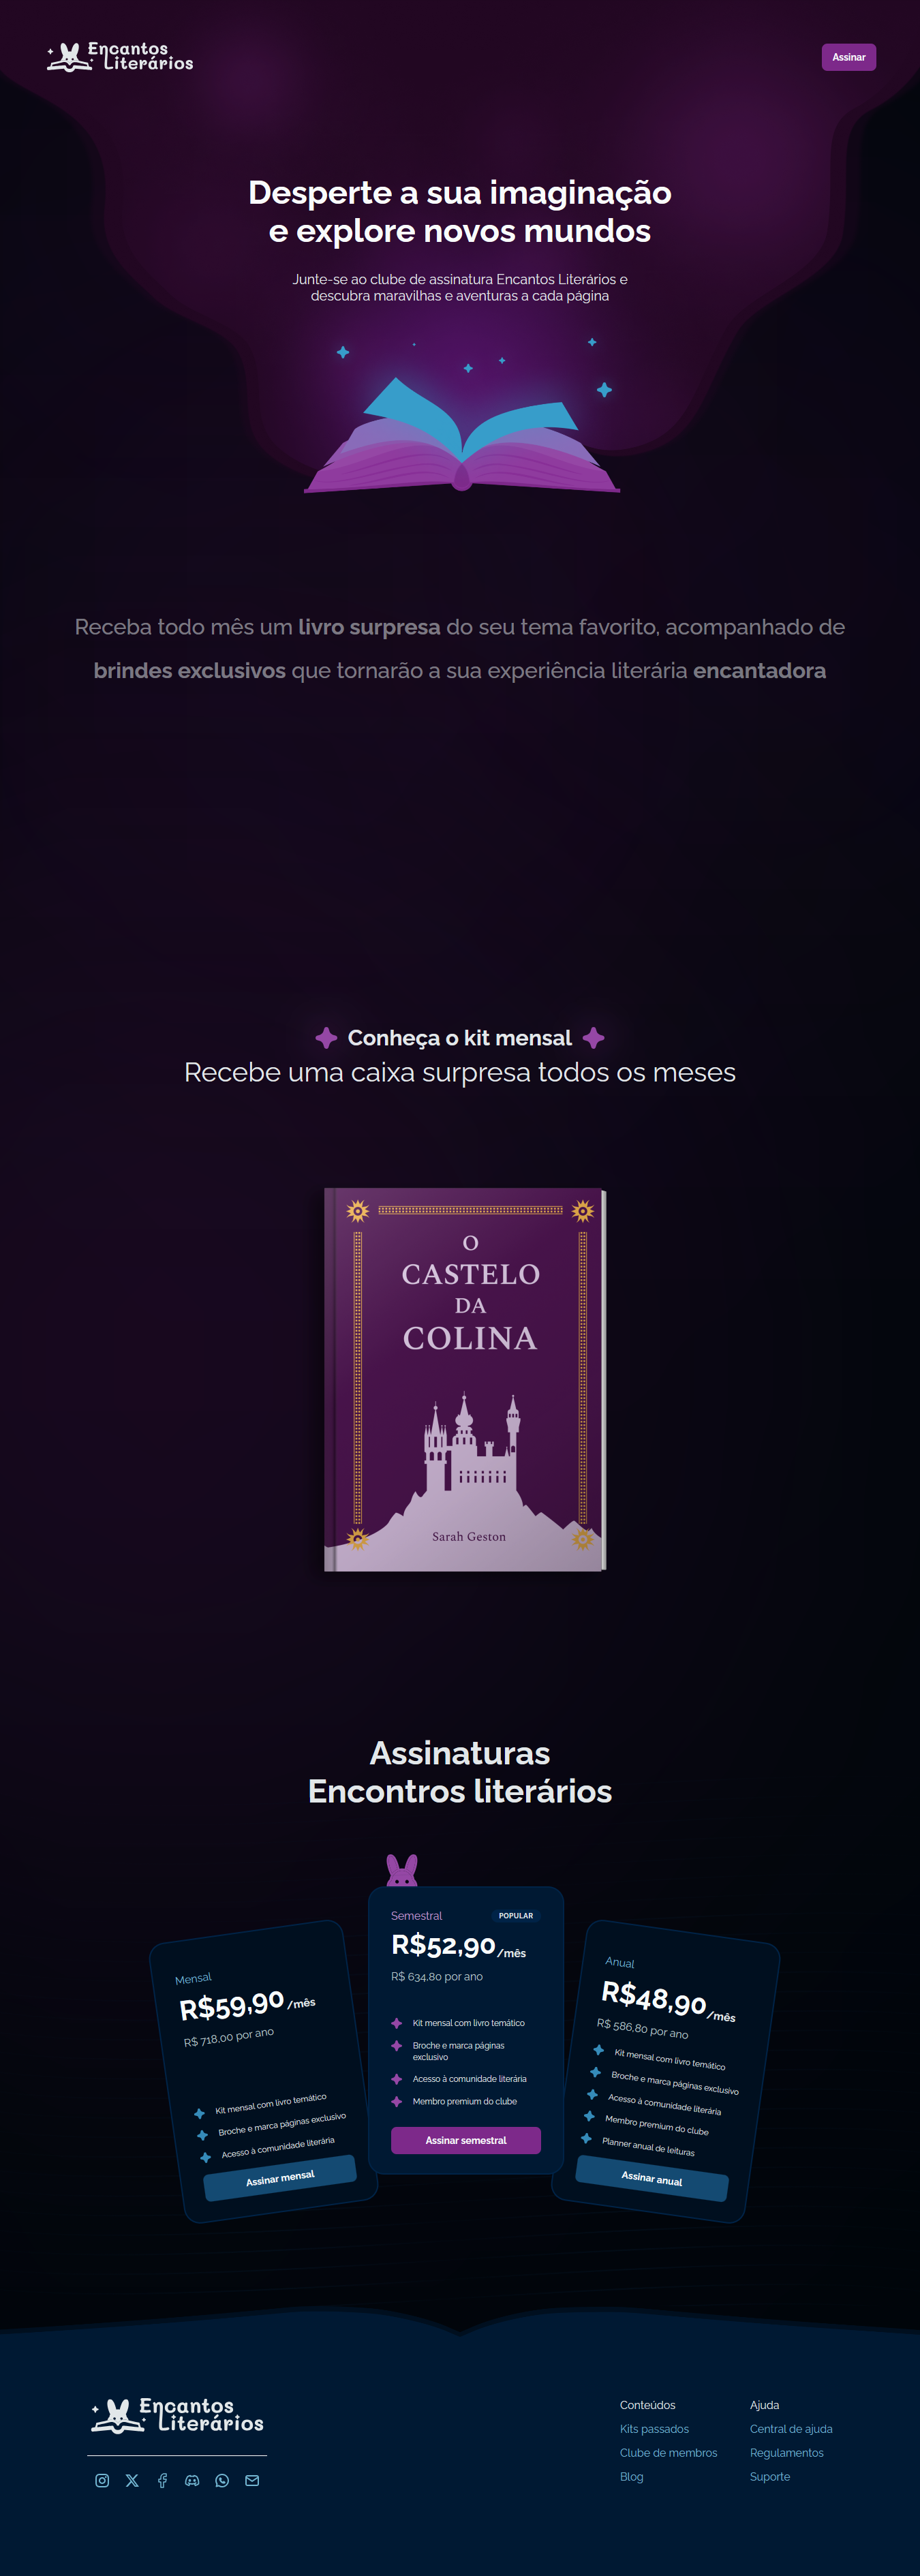 Encantos
Literários
Assinar
Desperte a sua imaginação
e explore novos mundos
Junte-se ao clube de assinatura Encantos Literários e
descubra maravilhas e aventuras a cada página
Receba todo mês um livro surpresa do seu tema favorito, acompanhado de
brindes exclusivos que tornarão a sua experiência literária encantadora
Conheça o kit mensal
Recebe uma caixa surpresa todos os meses
O
CASTELO
DA
COLINA
Sarah Geston
Assinaturas
Encontros literários
Mensal
R$59,90/mês
R$ 718,00 por ano
Kit mensal com livro temático
Broche e marca páginas exclusivo
Acesso à comunidade literária
Assinar mensal
Semestral
POPULAR
R$52,90/mês
R$ 634,80 por ano
Kit mensal com livro temático
Broche e marca páginas
exclusivo
Acesso à comunidade literária
Membro premium do clube
Assinar semestral
Anual
R$48,90/mês
R$ 586,80 por ano
Kit mensal com livro temático
Broche e marca páginas exclusivo
Acesso à comunidade literária
Membro premium do clube
Planner anual de leituras
Assinar anual
Encantos
Literários
Conteúdos
Kits passados
Clube de membros
Blog
Ajuda
Central de ajuda
Regulamentos
Suporte